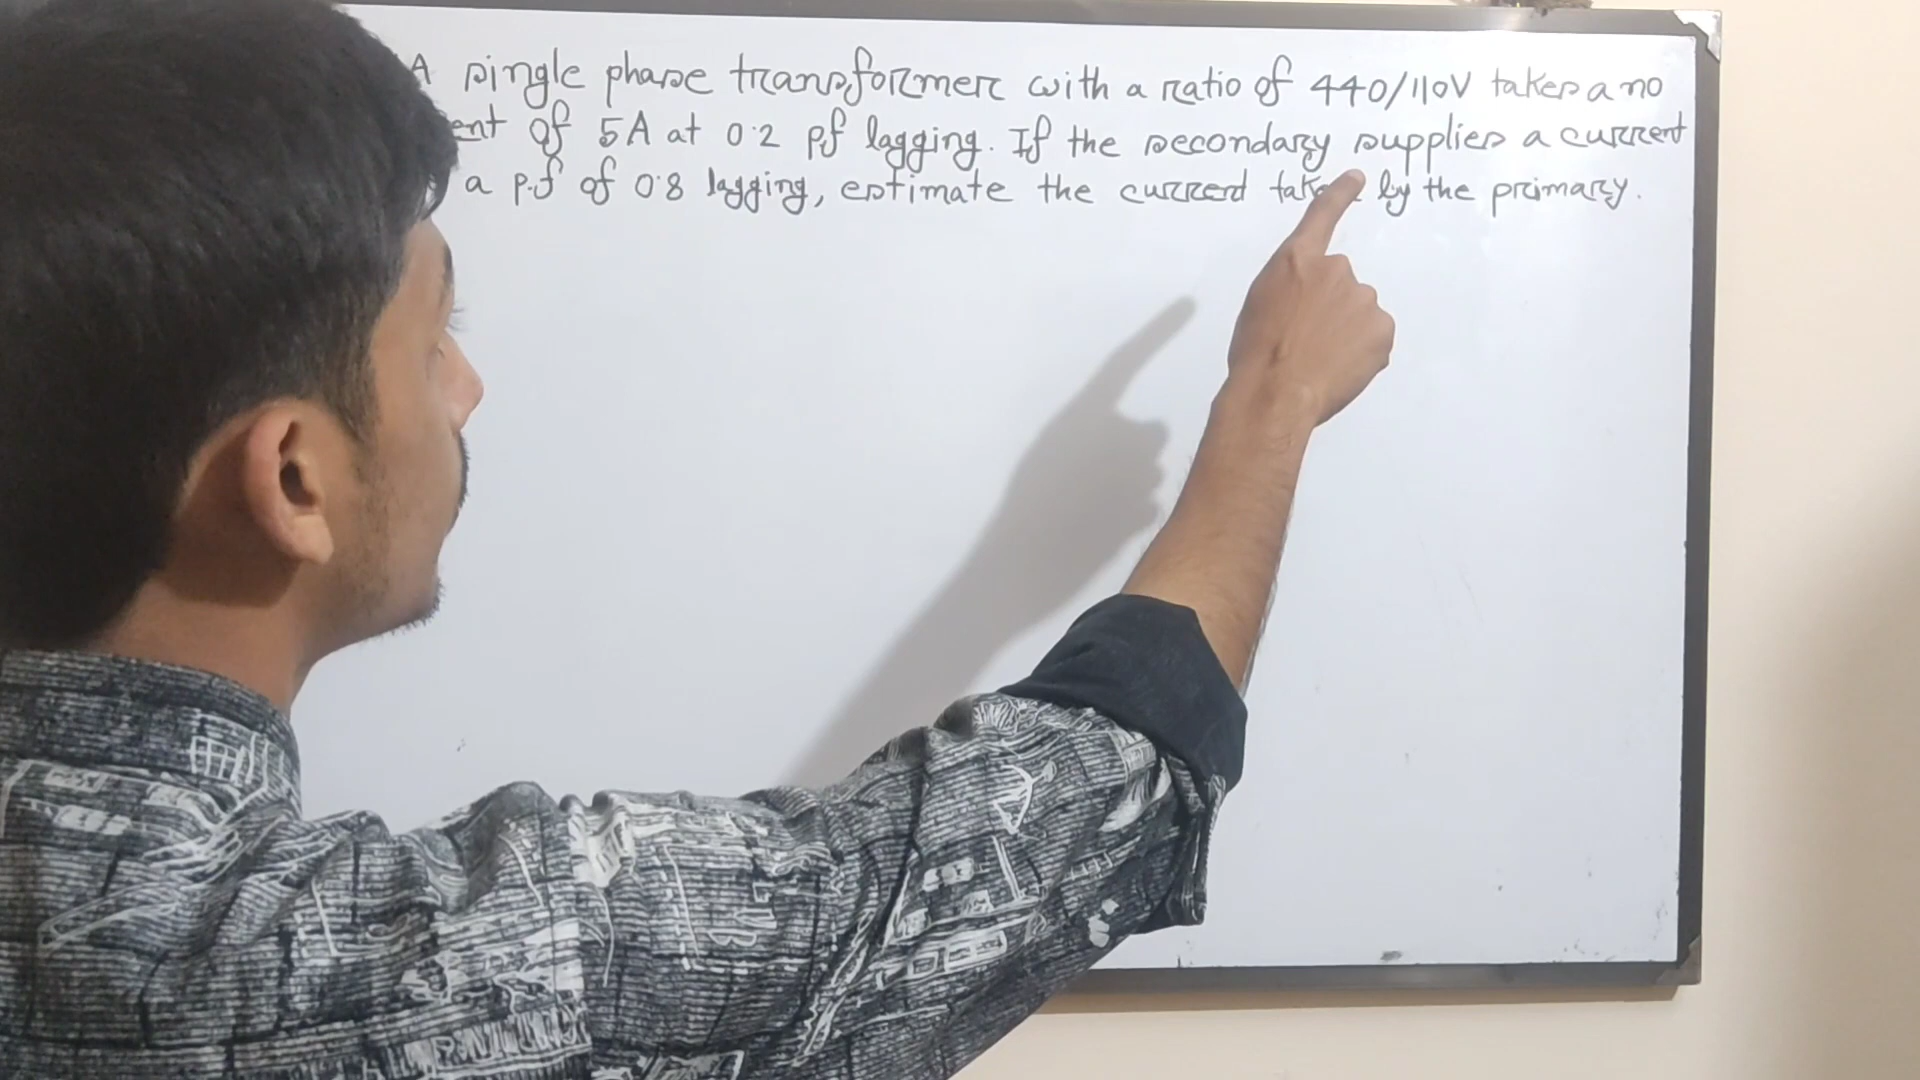 A single phase transformer with a ratio of 440/110V takes a no
ent of 5A at 0.2 pf lagging. If the secondary supplies a current
a p.f of 0.8 lagging, estimate the current by the primary.